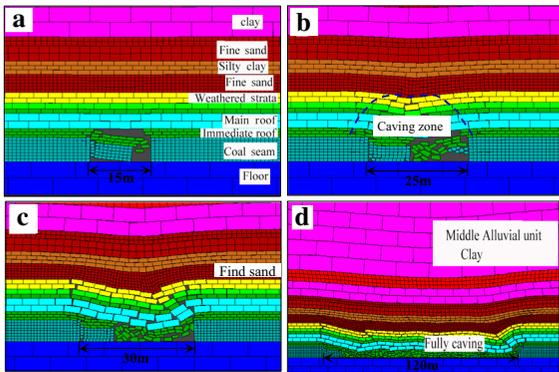 a
clay
Fine sand
Silty clay
Fine sand
Weathered strata
Main roof
Immediate roof
Coal seam
15m
Floor
b
Caving zone
25m
c
Find sand
50m
d
Middle Alluvial unit
Clay
Fully caving
120m